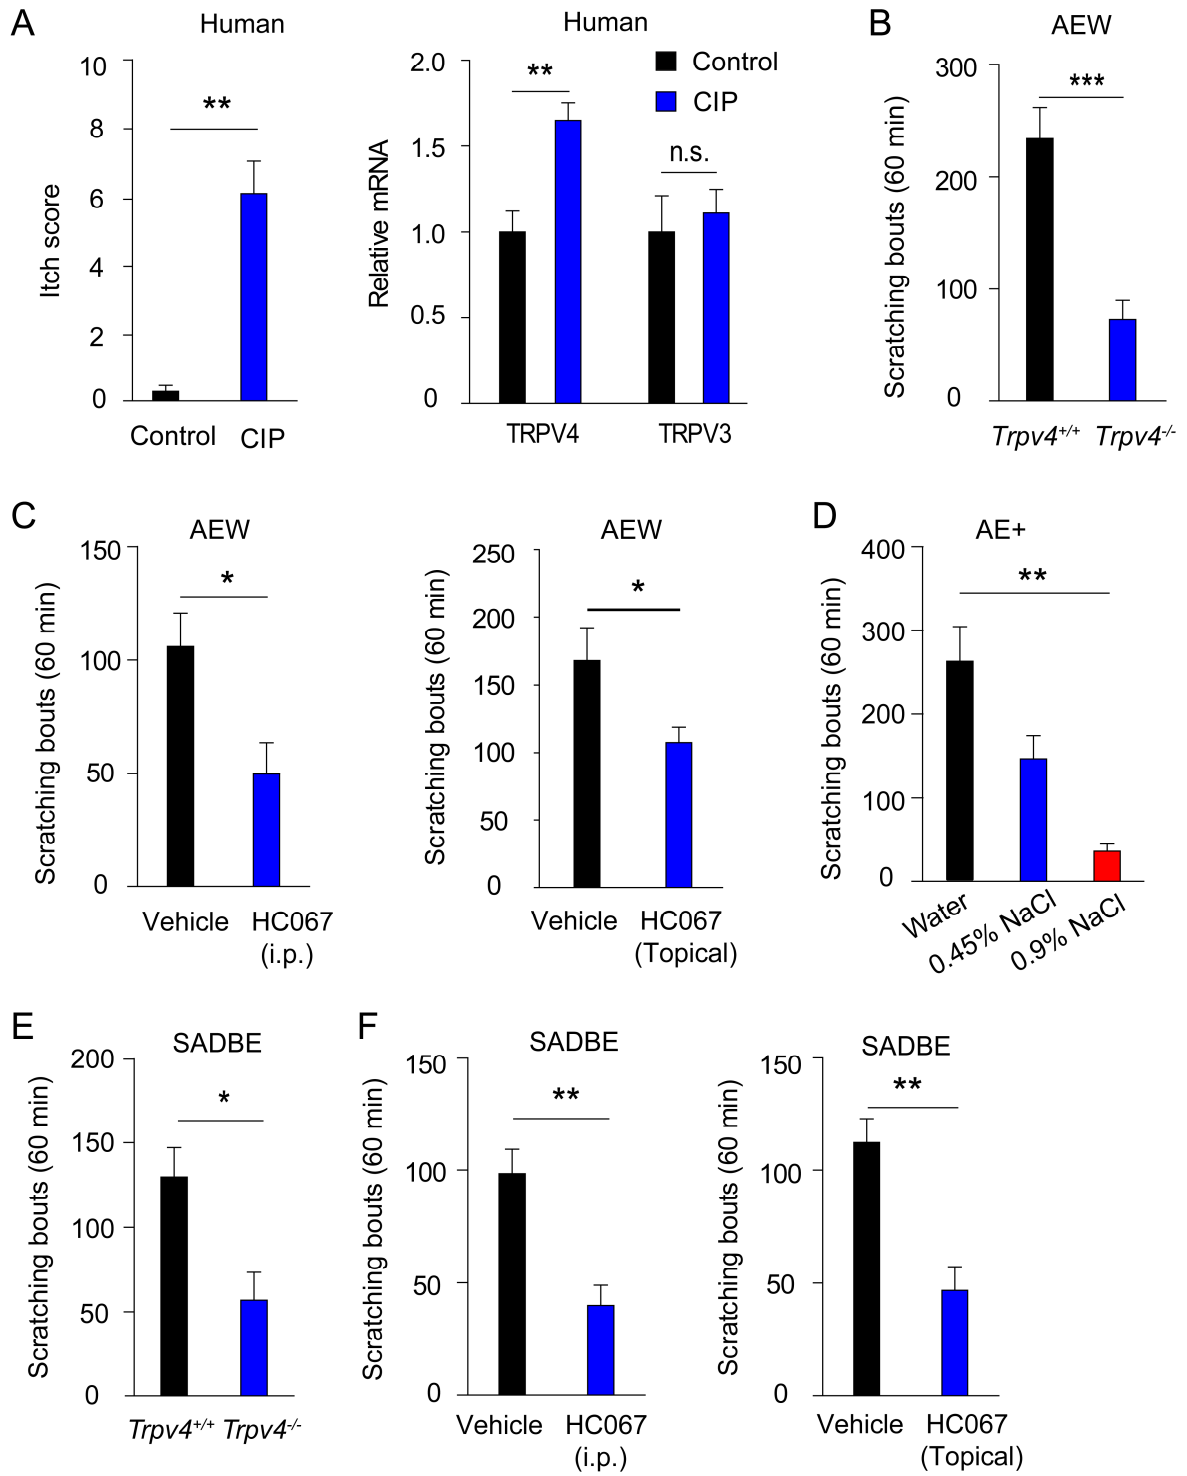 A
Human
10
8
6
4
2
0
Itch score
**
Control
CIP
Human
2.0
1.5
1.0
0.5
0
Relative mRNA
**
n.s.
Control
CIP
TRPV4
TRPV3
B
AEW
300
200
100
0
Scratching bouts (60 min)
***
Trpv4+/+
Trpv4-/-
C
AEW
150
100
50
0
Scratching bouts (60 min)
*
Vehicle
HC067
(i.p.)
AEW
250
200
150
100
50
0
Scratching bouts (60 min)
*
Vehicle
HC067
(Topical)
D
AE+
400
300
200
100
0
Scratching bouts (60 min)
**
Water
0.45% NaCl
0.9% NaCl
E
SADBE
200
150
100
50
0
Scratching bouts (60 min)
*
Trpv4+/+
Trpv4-/-
F
SADBE
150
100
50
0
Scratching bouts (60 min)
**
Vehicle
HC067
(i.p.)
SADBE
150
100
50
0
Scratching bouts (60 min)
**
Vehicle
HC067
(Topical)